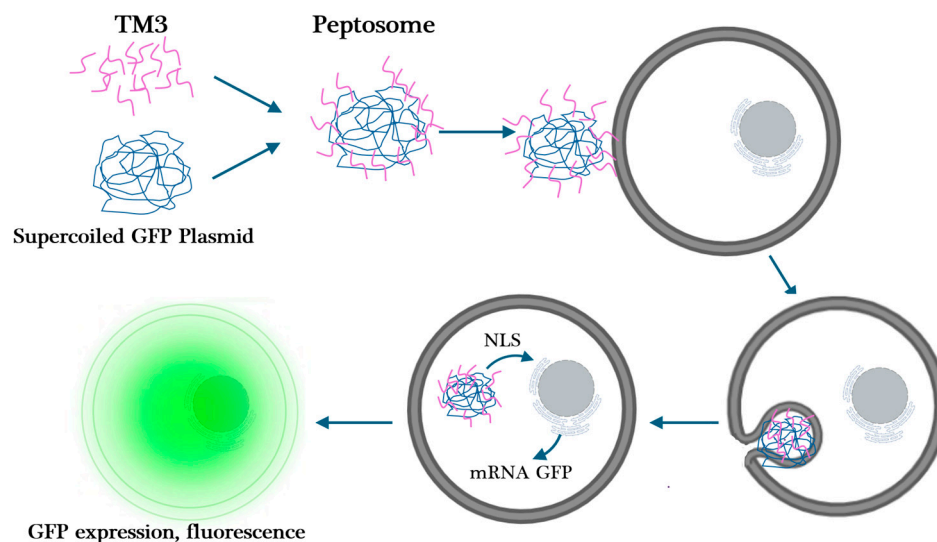 TM3
Peptosome
Supercoiled GFP Plasmid
NLS
mRNA GFP
GFP expression, fluorescence